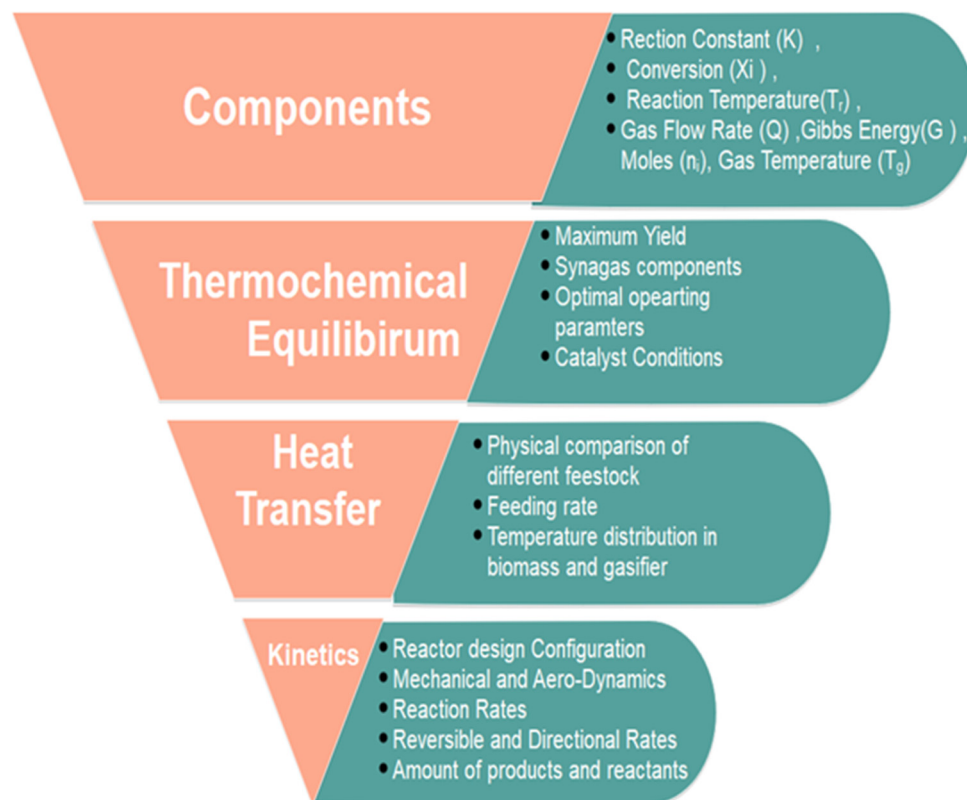 Components
Rection Constant (K) ,
Conversion (Xi ) ,
Reaction Temperature(Tr) ,
Gas Flow Rate (Q) ,Gibbs Energy(G ) ,
Moles (ni), Gas Temperature (Tg)
Thermochemical
Equilibirum
Maximum Yield
Synagas components
Optimal opearting
paramters
Catalyst Conditions
Heat
Transfer
Physical comparison of
different feestock
Feeding rate
Temperature distribution in
biomass and gasifier
Kinetics
Reactor design Configuration
Mechanical and Aero-Dynamics
Reaction Rates
Reversible and Directional Rates
Amount of products and reactants